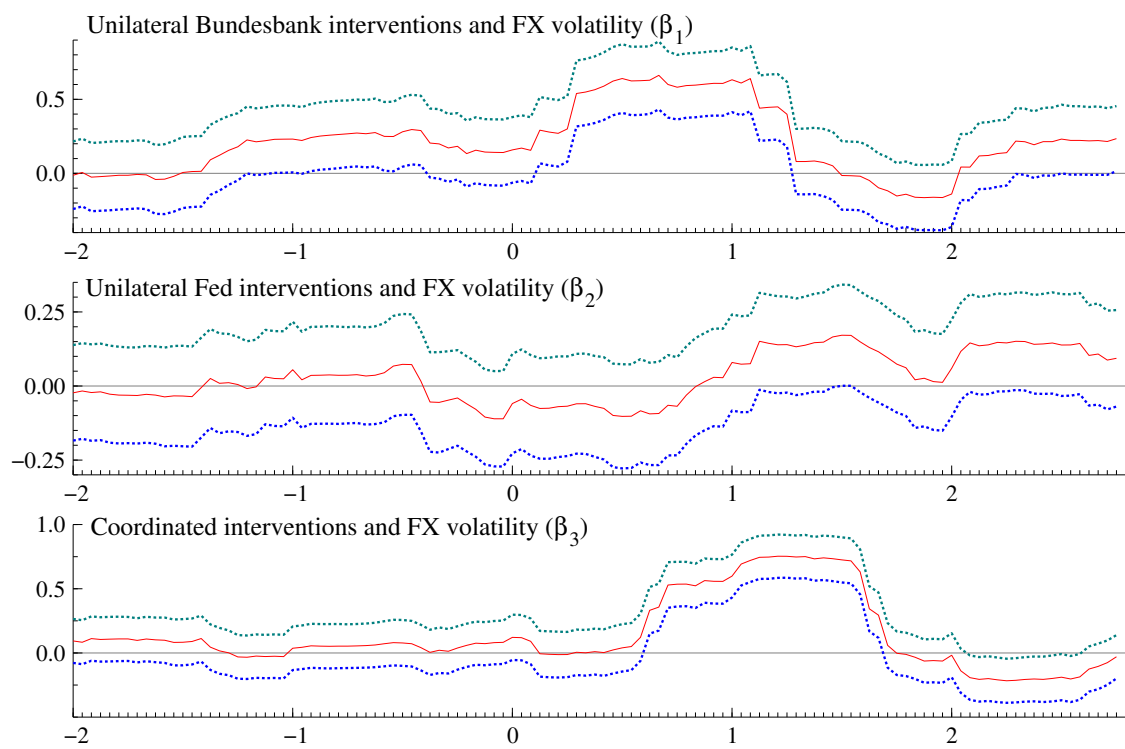 Unilateral Bundesbank interventions and FX volatility (β1)
0.5
0.0
−2 −1 0 1 2
Unilateral Fed interventions and FX volatility (β2)
0.25
0.00
−0.25
−2 −1 0 1 2
1.0
Coordinated interventions and FX volatility (β3)
0.5
0.0
−2 −1 0 1 2